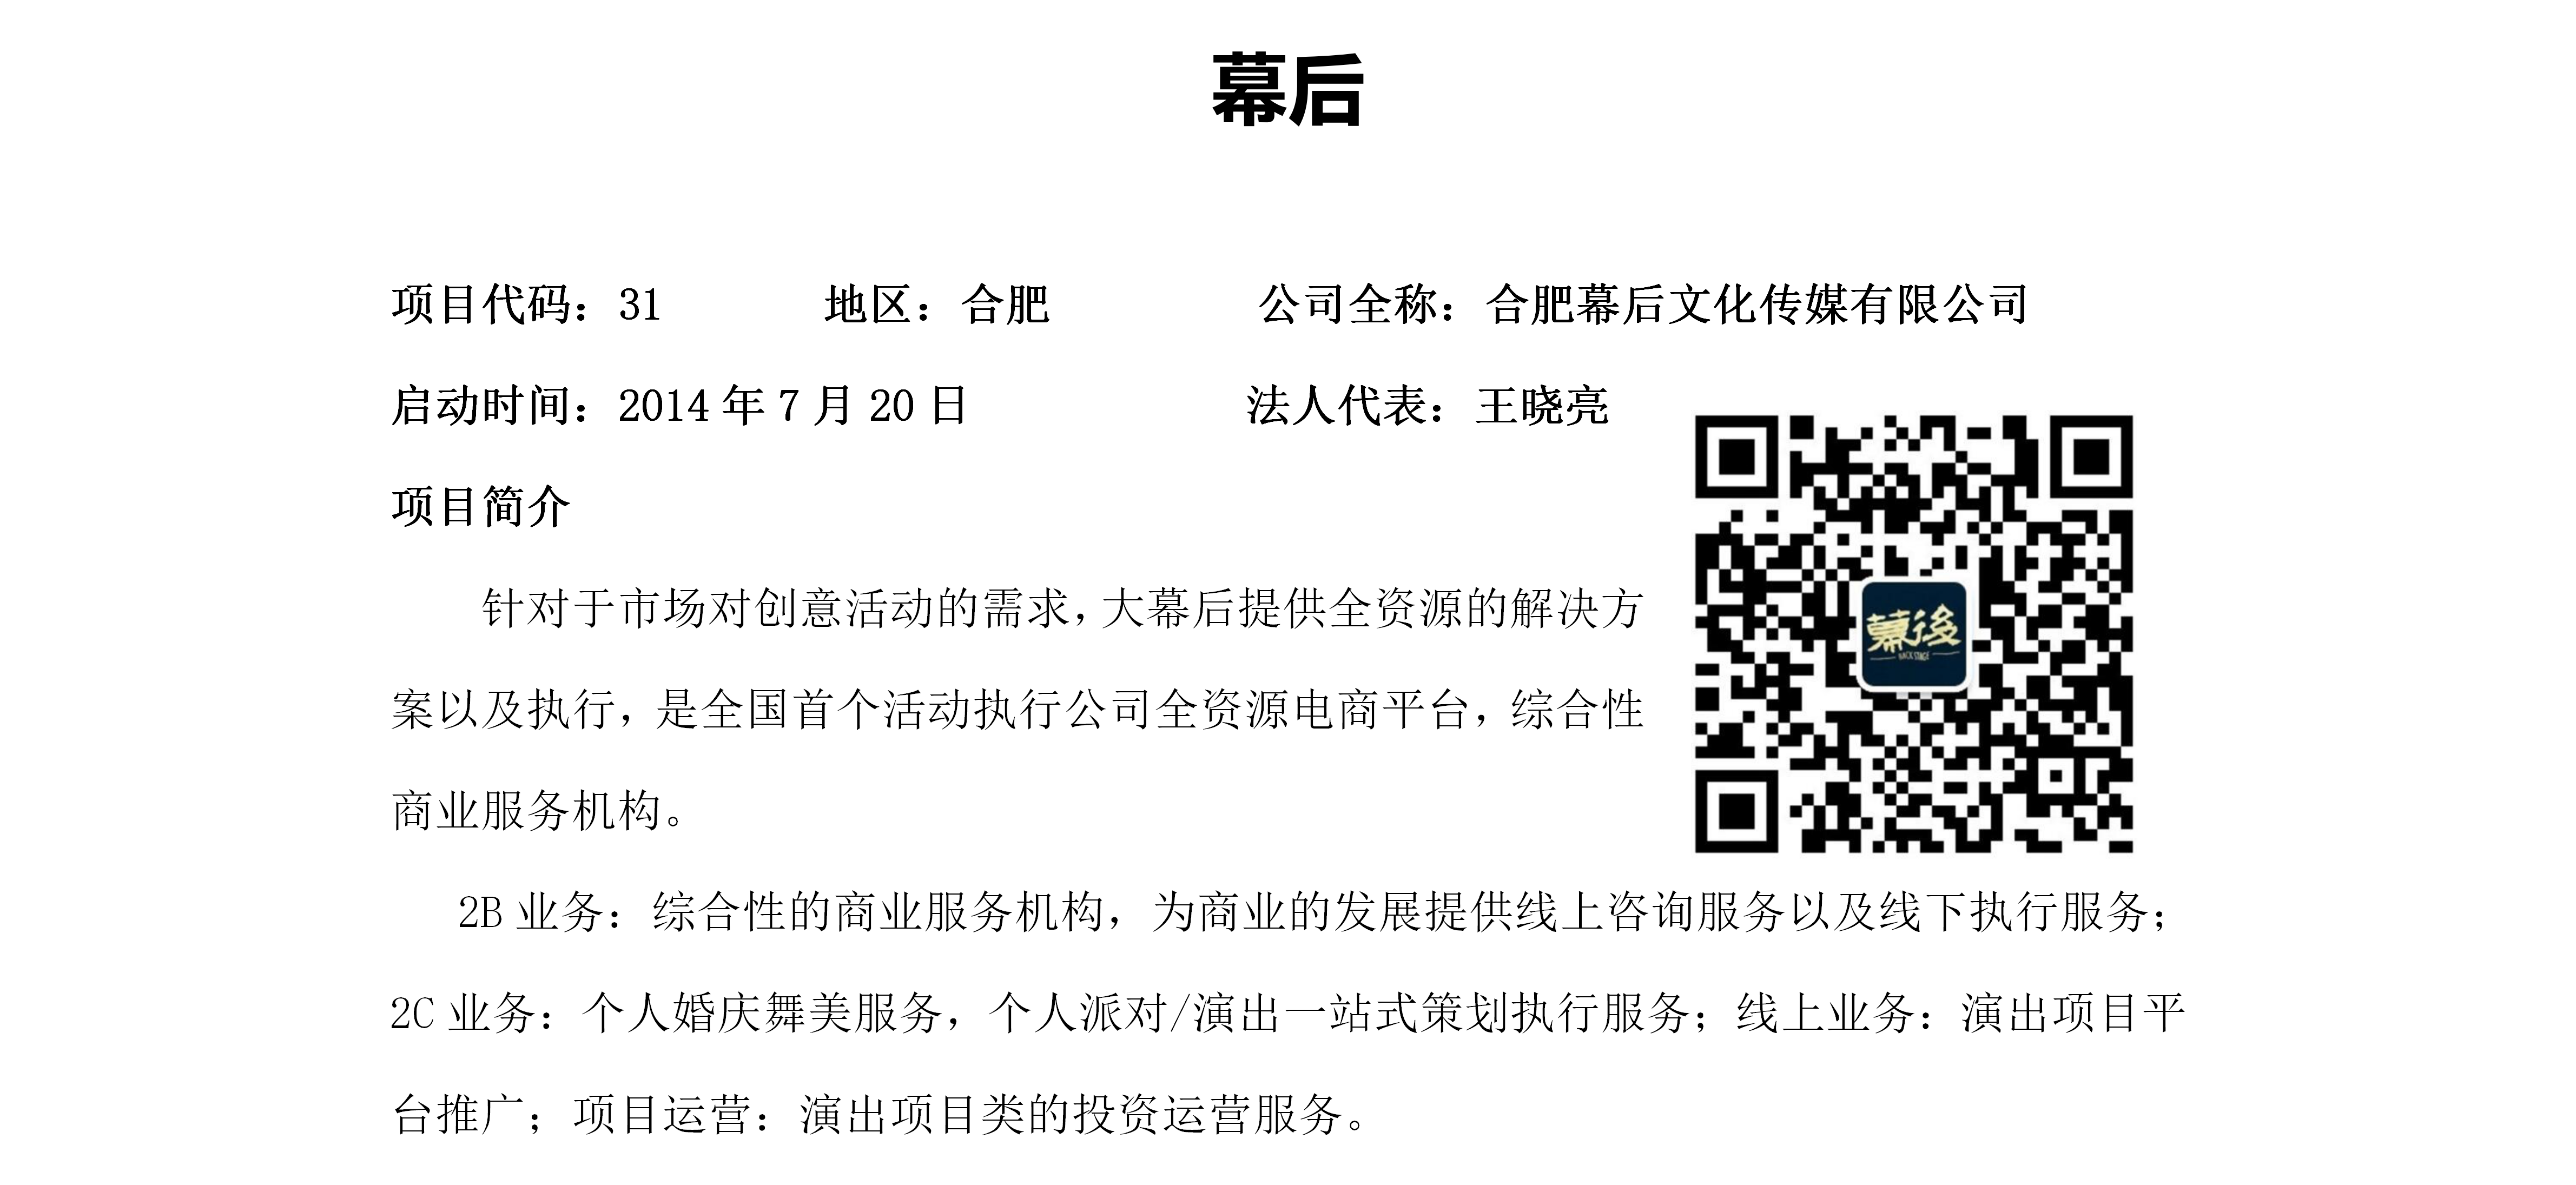 幕后
项目代码：31 地区：合肥 公司全称：合肥幕后文化传媒有限公司
启动时间：2014 年 7 月 20 日 法人代表：王晓亮
项目简介
针对于市场对创意活动的需求，大幕后提供全资源的解决方
案以及执行，是全国首个活动执行公司全资源电商平台，综合性
商业服务机构。
幕後
BACK STAGE
2B 业务：综合性的商业服务机构，为商业的发展提供线上咨询服务以及线下执行服务；
2C 业务：个人婚庆舞美服务，个人派对/演出一站式策划执行服务；线上业务：演出项目平
台推广；项目运营：演出项目类的投资运营服务。